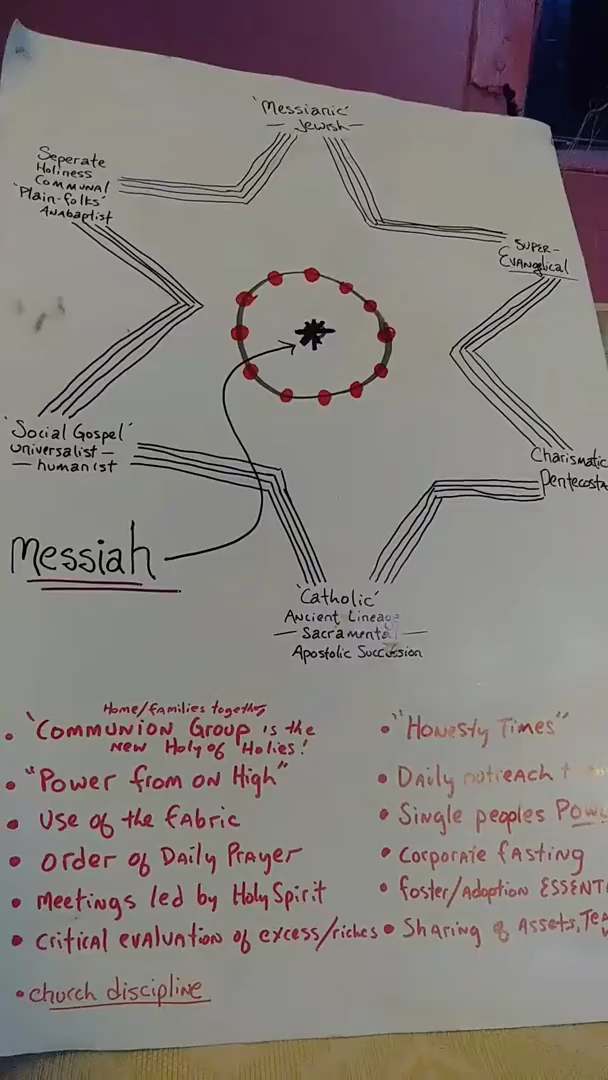 'Messianic'
— Jewish —
Seperate
Holiness
Communal
'Plain-folks'
Anabaptist
Super-
Evangelical
'Social Gospel'
universalist —
— humanist
Charismatic
Pentecosta
Messiah
'Catholic'
Ancient Lineage
— Sacramental —
Apostolic Succession
Home/families together
• "Communion Group is the
new Holy of Holies!
• "Power from on High"
• Use of the Fabric
• Order of Daily Prayer
• Meetings led by Holy Spirit
• Critical evaluation of excess/riches
• church discipline
• "Honesty Times"
• Daily outreach
• Single peoples Pow
• Corporate fasting
• foster/Adoption ESSENT
• Sharing of Assets,